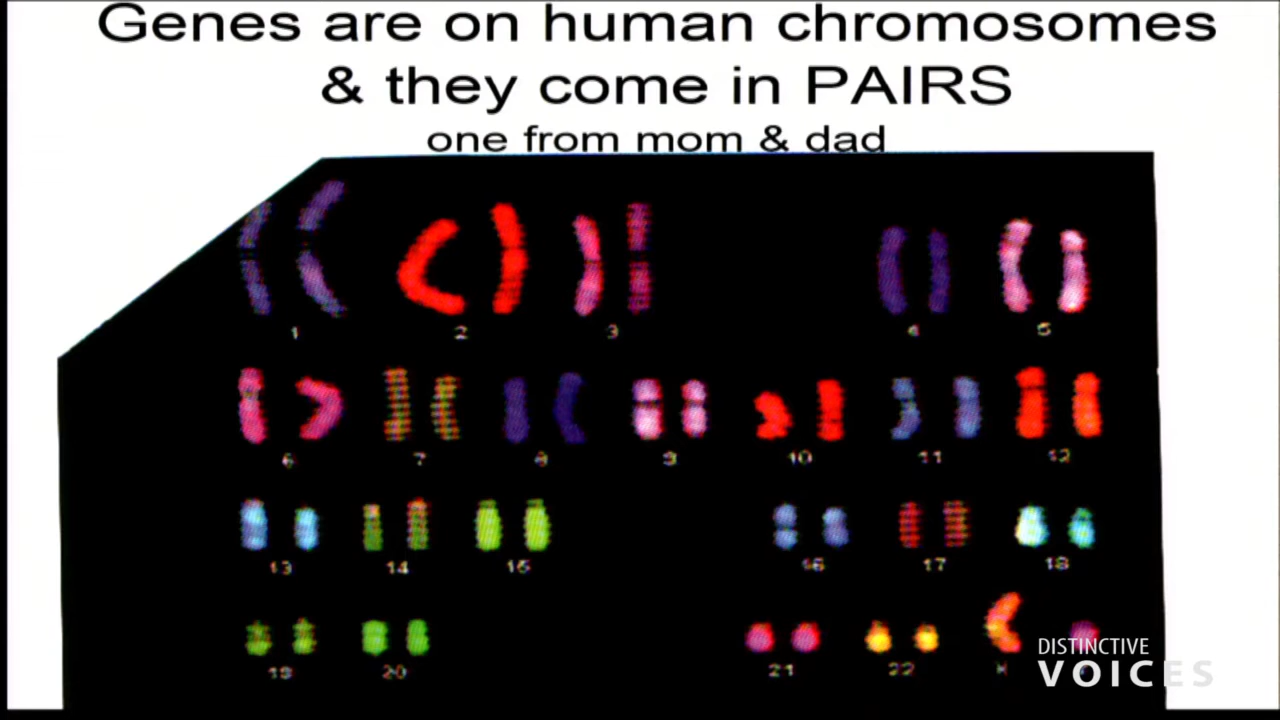 Genes are on human chromosomes
& they come in PAIRS
one from mom & dad
1 2 3 4 5
6 7 8 9 10 11 12
13 14 15 16 17 18
19 20 21 22 X
DISTINCTIVE
VOICES